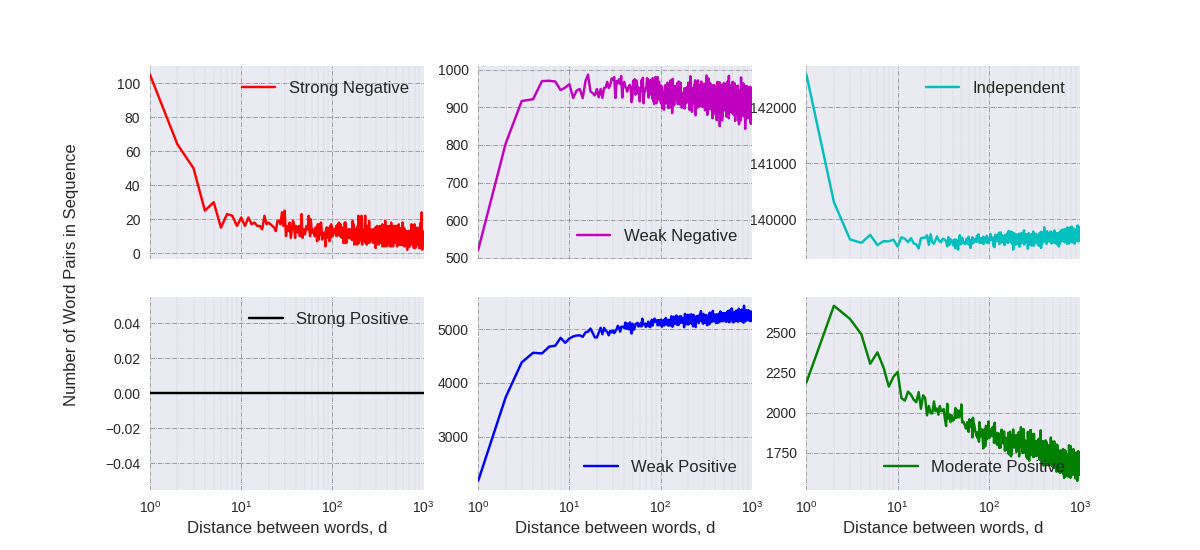 Number of Word Pairs in Sequence
100
80
60
40
20
0
Strong Negative
1000
900
800
700
600
500
Weak Negative
142000
141000
140000
Independent
0.04
0.02
0.00
−0.02
−0.04
Strong Positive
10⁰ 10¹ 10² 10³
Distance between words, d
5000
4000
3000
Weak Positive
10⁰ 10¹ 10² 10³
Distance between words, d
2500
2250
2000
1750
Moderate Positive
10⁰ 10¹ 10² 10³
Distance between words, d